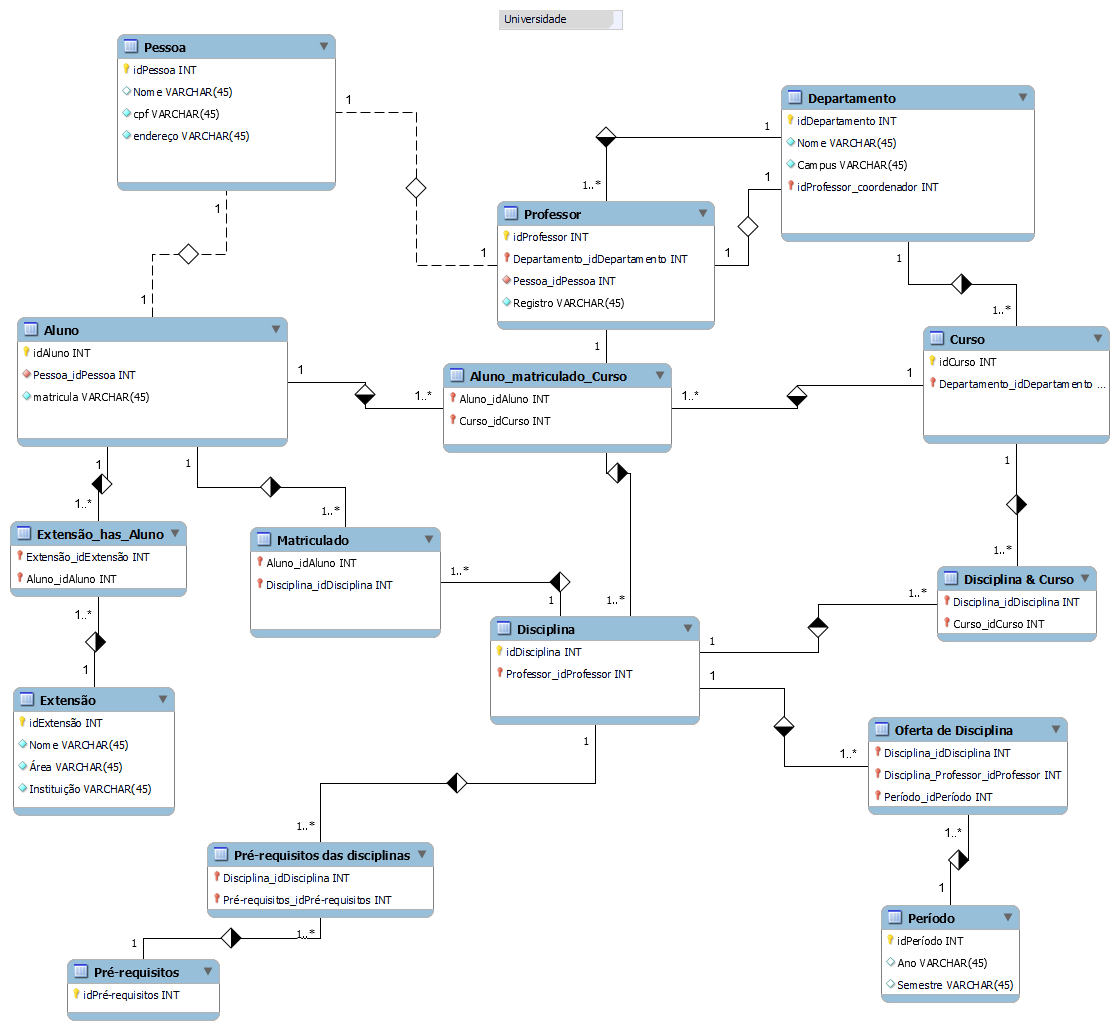 Universidade
Pessoa
idPessoa INT
Nome VARCHAR(45)
cpf VARCHAR(45)
endereço VARCHAR(45)
1
1
1
1
Departamento
idDepartamento INT
Nome VARCHAR(45)
Campus VARCHAR(45)
idProfessor_coordenador INT
1
1..*
1
1
1
1..*
Professor
idProfessor INT
Departamento_idDepartamento INT
Pessoa_idPessoa INT
Registro VARCHAR(45)
1
Aluno
idAluno INT
Pessoa_idPessoa INT
matricula VARCHAR(45)
1
1..*
Aluno_matriculado_Curso
Aluno_idAluno INT
Curso_idCurso INT
1..*
1
Curso
idCurso INT
Departamento_idDepartamento ...
1
1..*
1
1..*
1
1..*
Extensão_has_Aluno
Extensão_idExtensão INT
Aluno_idAluno INT
1..*
1
Matriculado
Aluno_idAluno INT
Disciplina_idDisciplina INT
1..*
1
1..*
Disciplina & Curso
Disciplina_idDisciplina INT
Curso_idCurso INT
1..*
1
Disciplina
idDisciplina INT
Professor_idProfessor INT
1
1..*
1
1..*
Extensão
idExtensão INT
Nome VARCHAR(45)
Área VARCHAR(45)
Instituição VARCHAR(45)
Oferta de Disciplina
Disciplina_idDisciplina INT
Disciplina_Professor_idProfessor INT
Período_idPeríodo INT
1..*
1
Pré-requisitos das disciplinas
Disciplina_idDisciplina INT
Pré-requisitos_idPré-requisitos INT
1..*
1
Pré-requisitos
idPré-requisitos INT
Período
idPeríodo INT
Ano VARCHAR(45)
Semestre VARCHAR(45)